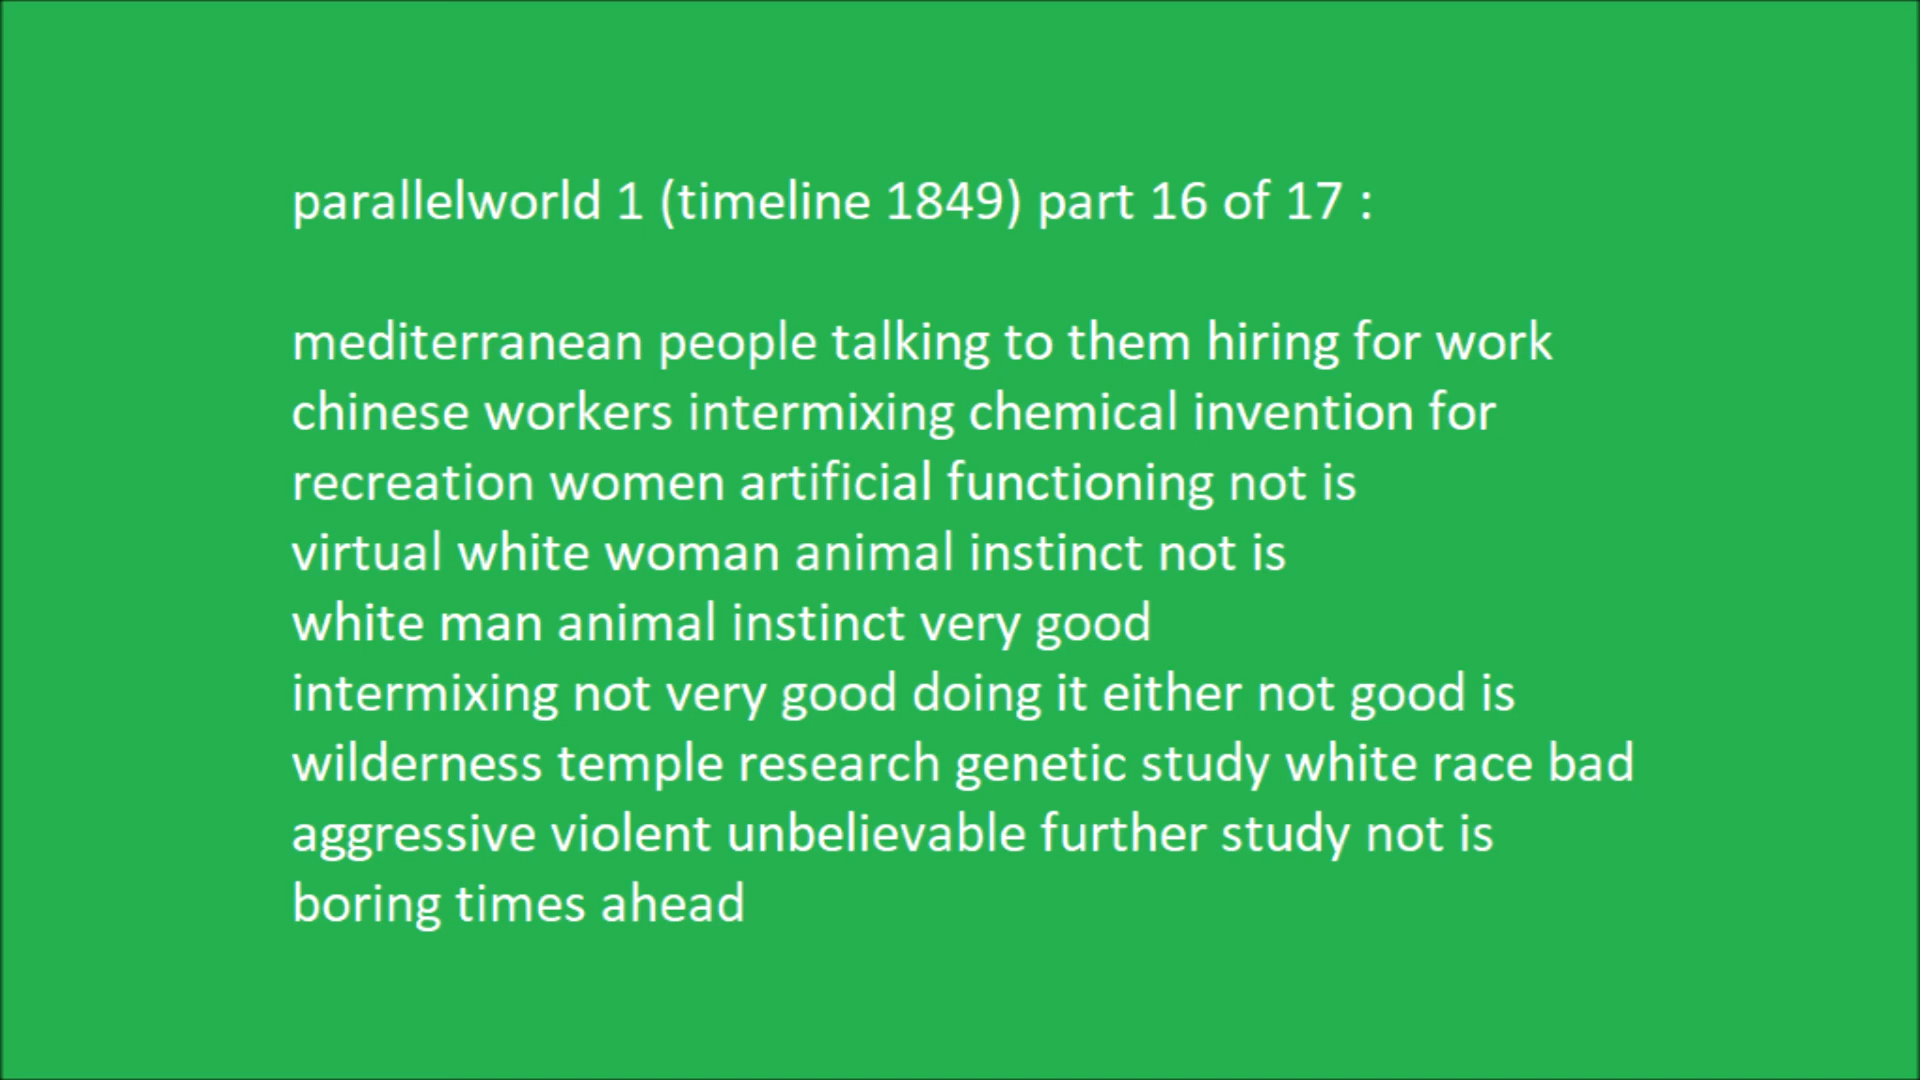 parallelworld 1 (timeline 1849) part 16 of 17 :
mediterranean people talking to them hiring for work
chinese workers intermixing chemical invention for
recreation women artificial functioning not is
virtual white woman animal instinct not is
white man animal instinct very good
intermixing not very good doing it either not good is
wilderness temple research genetic study white race bad
aggressive violent unbelievable further study not is
boring times ahead